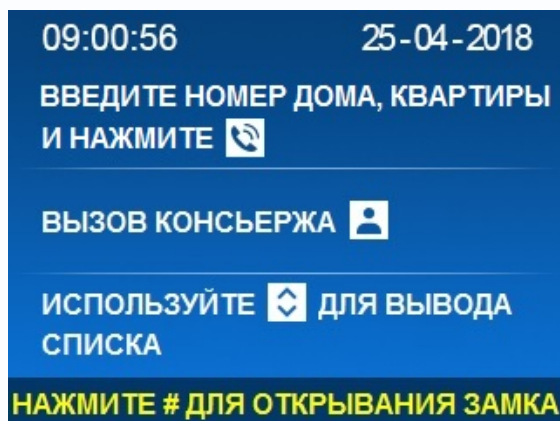 09:00:56 25-04-2018
ВВЕДИТЕ НОМЕР ДОМА, КВАРТИРЫ
И НАЖМИТЕ
ВЫЗОВ КОНСЬЕРЖА
ИСПОЛЬЗУЙТЕ ДЛЯ ВЫВОДА
СПИСКА
НАЖМИТЕ # ДЛЯ ОТКРЫВАНИЯ ЗАМКА